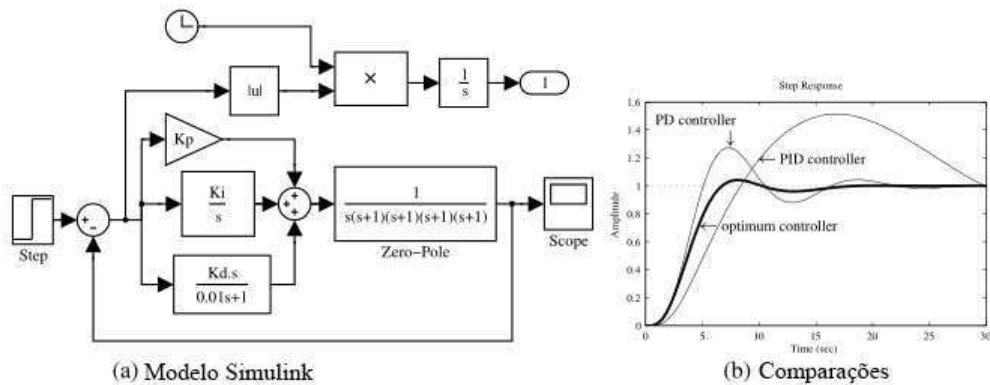 |u|
×
1
s
1
Kp
Ki
s
Kd.s
0.01s+1
+
−
+
+
+
1
s(s+1)(s+1)(s+1)(s+1)
Zero−Pole
Step
Scope
(a) Modelo Simulink
Step Response
PD controller
PID controller
optimum controller
Amplitude
1.6
1.4
1.2
1
0.8
0.6
0.4
0.2
0
0 5 10 15 20 25 30
Time (sec)
(b) Comparações